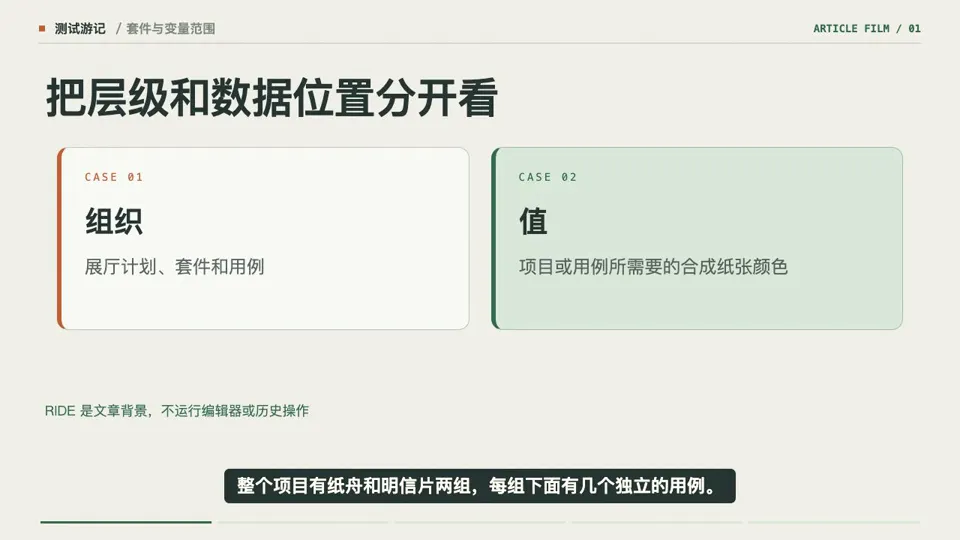 测试游记 / 套件与变量范围
ARTICLE FILM / 01
把层级和数据位置分开看
CASE 01
组织
展厅计划、套件和用例
CASE 02
值
项目或用例所需要的合成纸张颜色
RIDE 是文章背景，不运行编辑器或历史操作
整个项目有纸舟和明信片两组，每组下面有几个独立的用例。